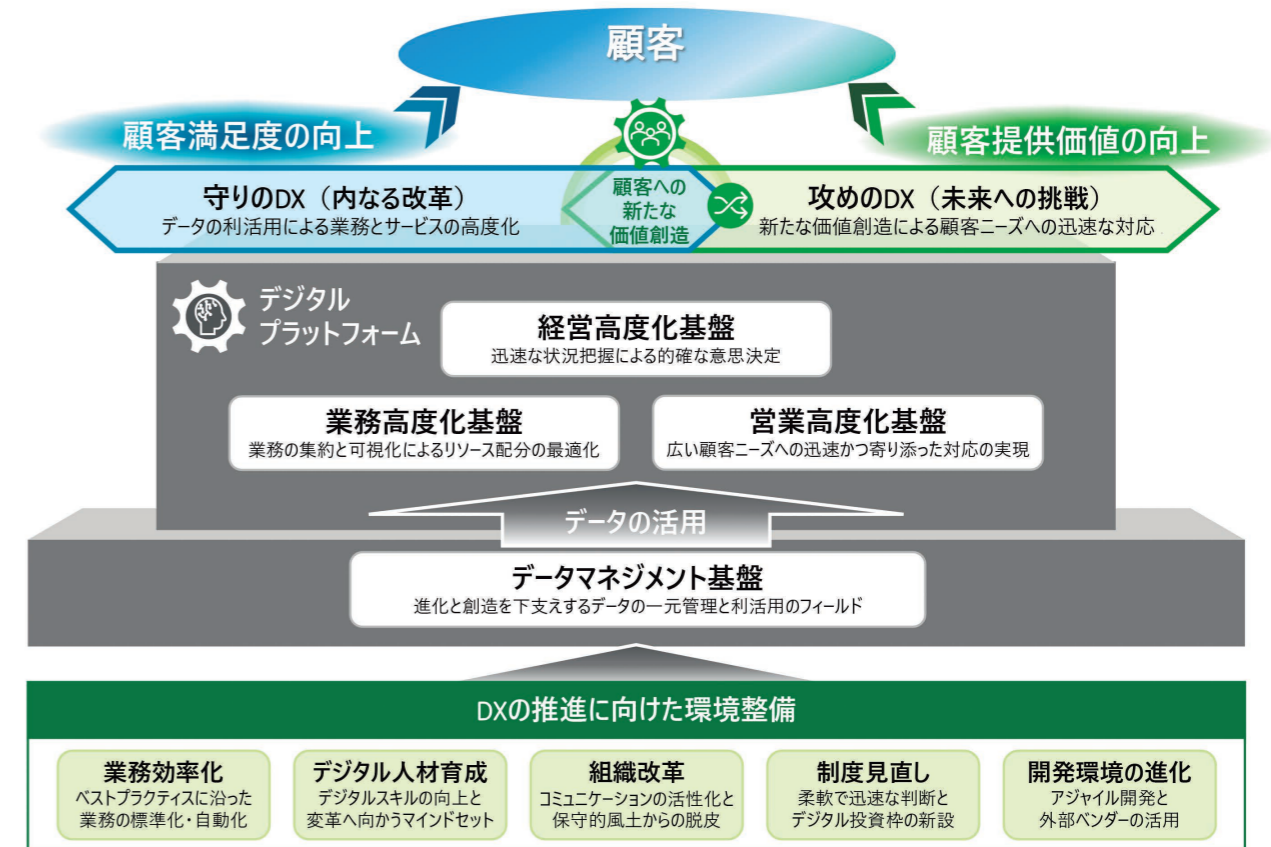 顧客
顧客満足度の向上
顧客提供価値の向上
守りのDX（内なる改革）
データの利活用による業務とサービスの高度化
顧客への
新たな
価値創造
攻めのDX（未来への挑戦）
新たな価値創造による顧客ニーズへの迅速な対応
デジタル
プラットフォーム
経営高度化基盤
迅速な状況把握による的確な意思決定
業務高度化基盤
業務の集約と可視化によるリソース配分の最適化
営業高度化基盤
広い顧客ニーズへの迅速かつ寄り添った対応の実現
データの活用
データマネジメント基盤
進化と創造を下支えするデータの一元管理と利活用のフィールド
DXの推進に向けた環境整備
業務効率化
ベストプラクティスに沿った
業務の標準化・自動化
デジタル人材育成
デジタルスキルの向上と
変革へ向かうマインドセット
組織改革
コミュニケーションの活性化と
保守的風土からの脱皮
制度見直し
柔軟で迅速な判断と
デジタル投資枠の新設
開発環境の進化
アジャイル開発と
外部ベンダーの活用